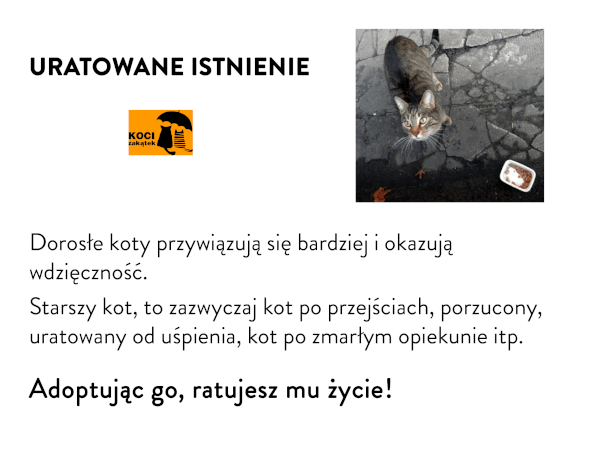 URATOWANE ISTNIENIE
KOCI
zakątek
Dorosłe koty przywiązują się bardziej i okazują
wdzięczność.
Starszy kot, to zazwyczaj kot po przejściach, porzucony,
uratowany od uśpienia, kot po zmarłym opiekunie itp.
Adoptując go, ratujesz mu życie!